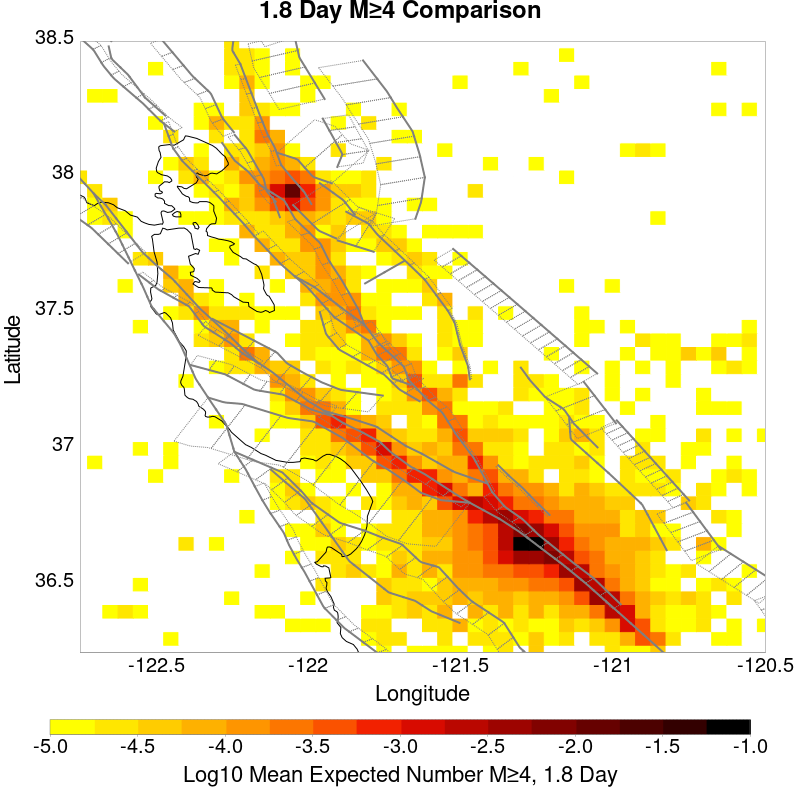 1.8 Day M≥4 Comparison
38.5
38
37.5
37
36.5
Latitude
-122.5 -122 -121.5 -121 -120.5
Longitude
-5.0 -4.5 -4.0 -3.5 -3.0 -2.5 -2.0 -1.5 -1.0
Log10 Mean Expected Number M≥4, 1.8 Day